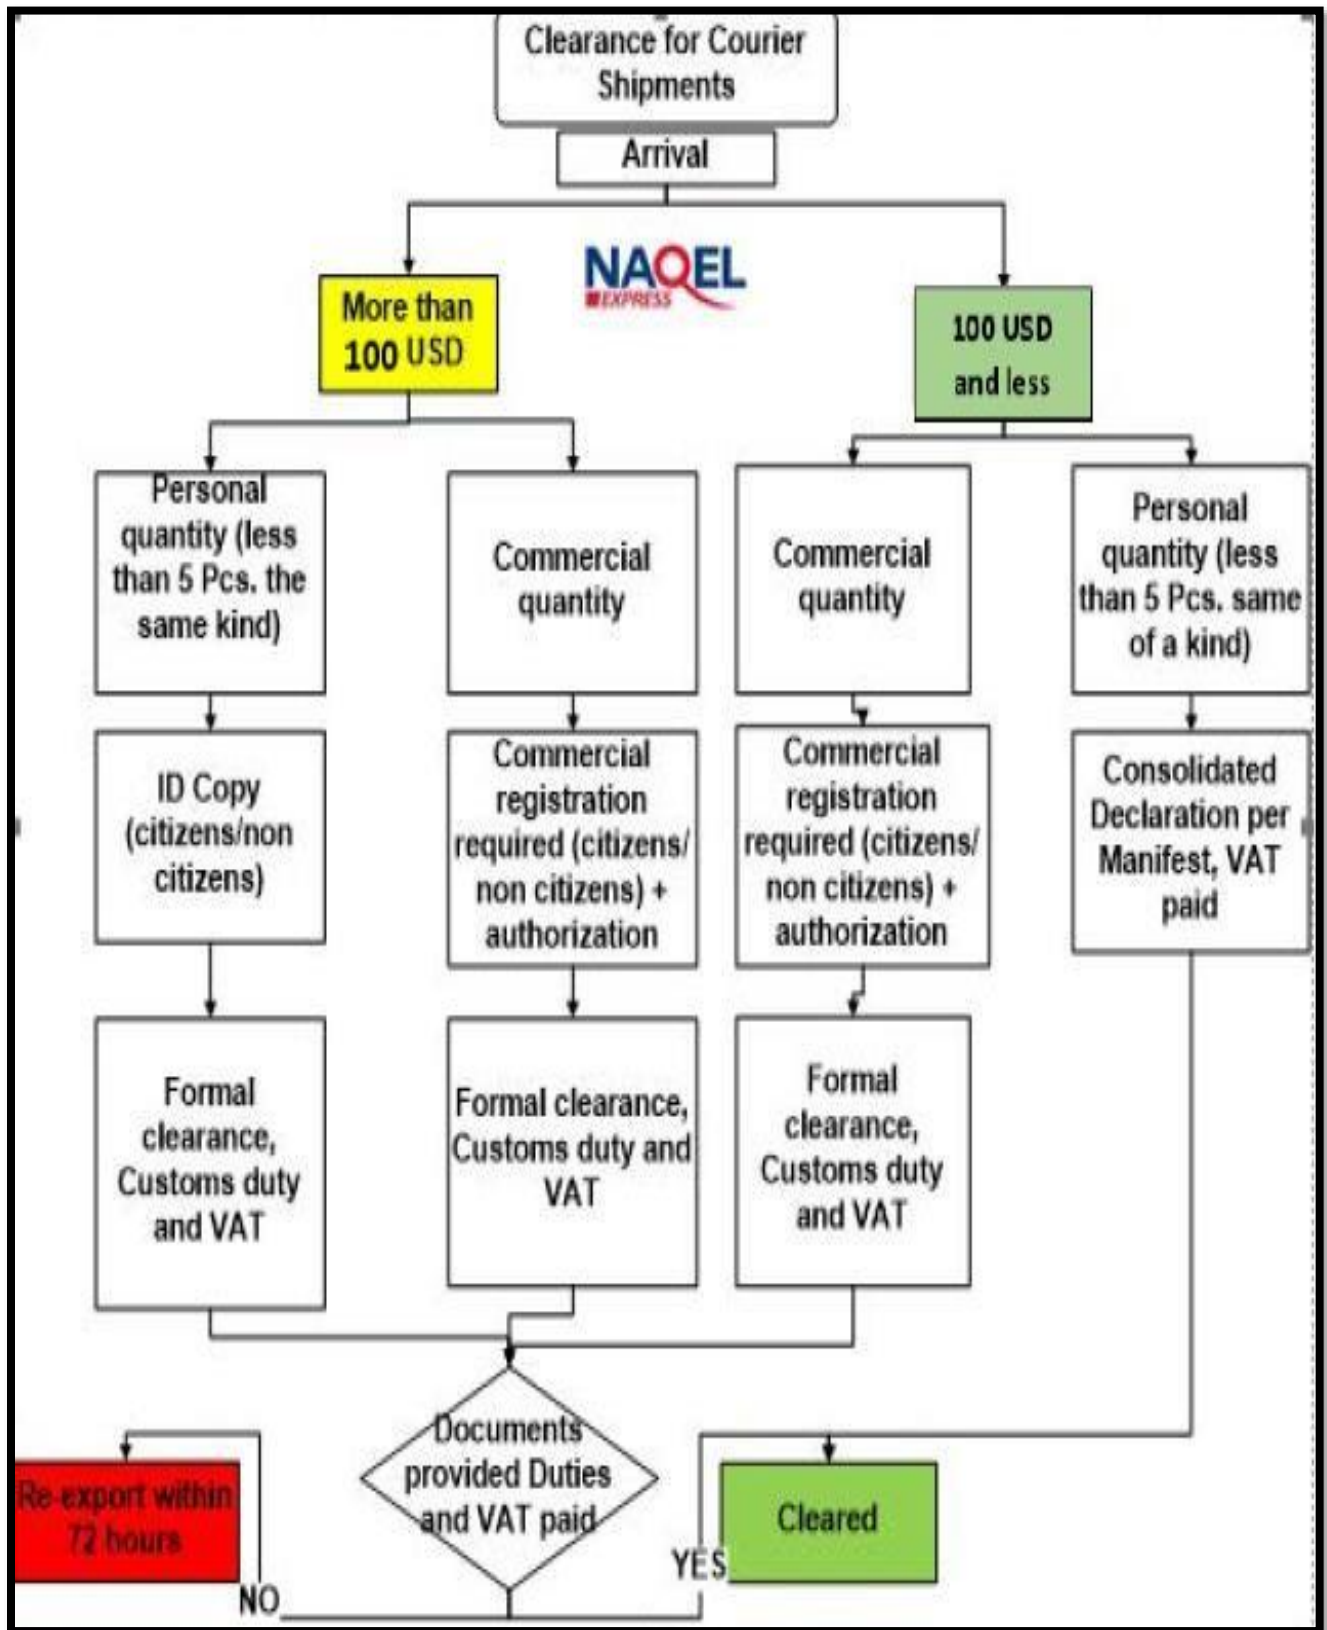 Clearance for Courier
Shipments
Arrival
NAQEL
EXPRESS
More than
100 USD
100 USD
and less
Personal
quantity (less
than 5 Pcs. the
same kind)
Commercial
quantity
Commercial
quantity
Personal
quantity (less
than 5 Pcs. same
of a kind)
ID Copy
(citizens/non
citizens)
Commercial
registration
required (citizens/
non citizens) +
authorization
Commercial
registration
required (citizens/
non citizens) +
authorization
Consolidated
Declaration per
Manifest, VAT
paid
Formal
clearance,
Customs duty
and VAT
Formal clearance,
Customs duty and
VAT
Formal
clearance,
Customs duty
and VAT
Documents
provided Duties
and VAT paid
Re export within
72 hours
Cleared
YES
NO